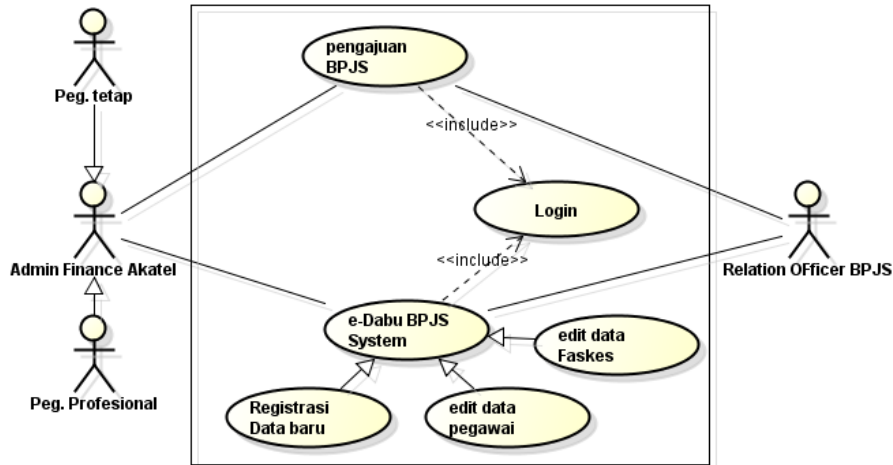 pengajuan
BPJS
Peg. tetap
<<include>>
Login
Admin Finance Akatel
Relation OFficer BPJS
<<include>>
e-Dabu BPJS
System
edit data
Faskes
Registrasi
Data baru
edit data
pegawai
Peg. Profesional